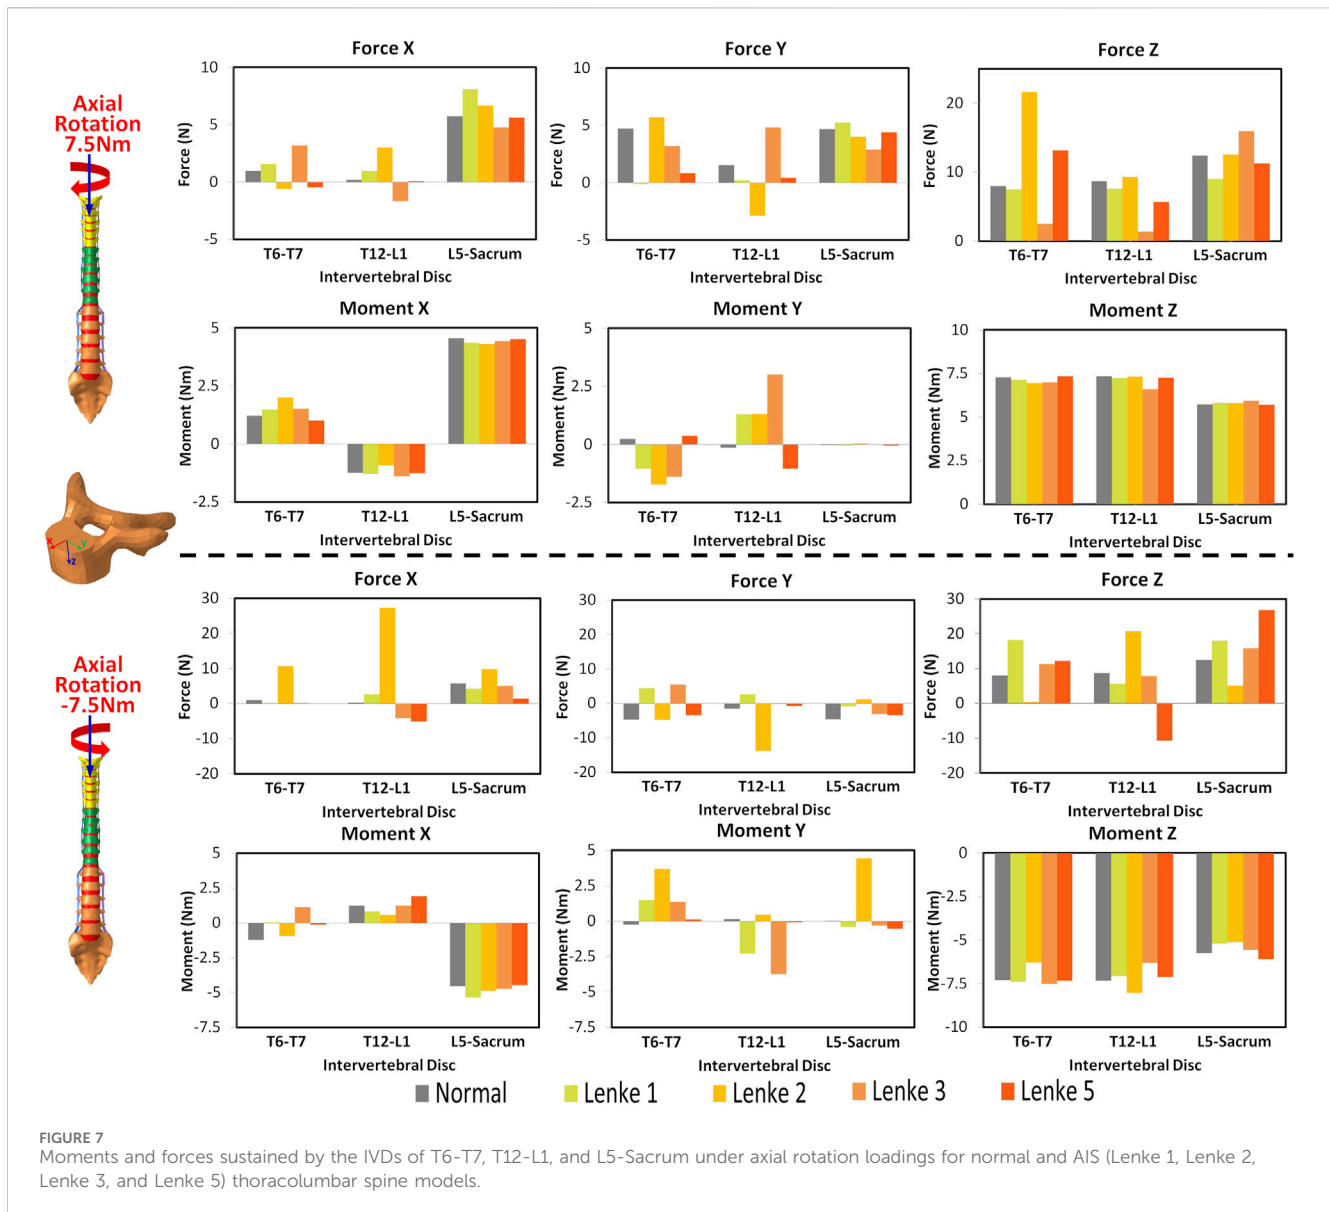 Axial
Rotation
7.5Nm
Force X
Force (N)
10
5
0
-5
T6-T7 T12-L1 L5-Sacrum
Intervertebral Disc
Force Y
Force (N)
10
5
0
-5
T6-T7 T12-L1 L5-Sacrum
Intervertebral Disc
Force Z
Force (N)
20
10
0
T6-T7 T12-L1 L5-Sacrum
Intervertebral Disc
Moment X
Moment (Nm)
5
2.5
0
-2.5
T6-T7 T12-L1 L5-Sacrum
Intervertebral Disc
Moment Y
Moment (Nm)
5
2.5
0
-2.5
T6-T7 T12-L1 L5-Sacrum
Intervertebral Disc
Moment Z
Moment (Nm)
10
7.5
5
2.5
0
T6-T7 T12-L1 L5-Sacrum
Intervertebral Disc
X Y
Z
Axial
Rotation
-7.5Nm
Force X
Force (N)
30
20
10
0
-10
-20
T6-T7 T12-L1 L5-Sacrum
Intervertebral Disc
Force Y
Force (N)
30
20
10
0
-10
-20
T6-T7 T12-L1 L5-Sacrum
Intervertebral Disc
Force Z
Force (N)
30
20
10
0
-10
-20
T6-T7 T12-L1 L5-Sacrum
Intervertebral Disc
Moment X
Moment (Nm)
5
2.5
0
-2.5
-5
-7.5
T6-T7 T12-L1 L5-Sacrum
Intervertebral Disc
Moment Y
Moment (Nm)
5
2.5
0
-2.5
-5
-7.5
T6-T7 T12-L1 L5-Sacrum
Intervertebral Disc
Moment Z
Moment (Nm)
0
-2.5
-5
-7.5
-10
T6-T7 T12-L1 L5-Sacrum
Intervertebral Disc
Normal Lenke 1 Lenke 2 Lenke 3 Lenke 5
FIGURE 7
Moments and forces sustained by the IVDs of T6-T7, T12-L1, and L5-Sacrum under axial rotation loadings for normal and AIS (Lenke 1, Lenke 2,
Lenke 3, and Lenke 5) thoracolumbar spine models.